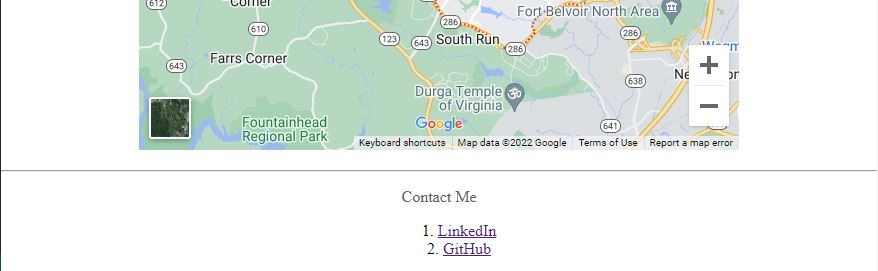 Corner
612
286
Fort Belvoir North Area
610
123
643
South Run
286
286
Farrs Corner
643
638
Durga Temple
of Virginia
Google
641
Fountainhead
Regional Park
Keyboard shortcuts
Map data ©2022 Google
Terms of Use
Report a map error
Contact Me
1. LinkedIn
2. GitHub